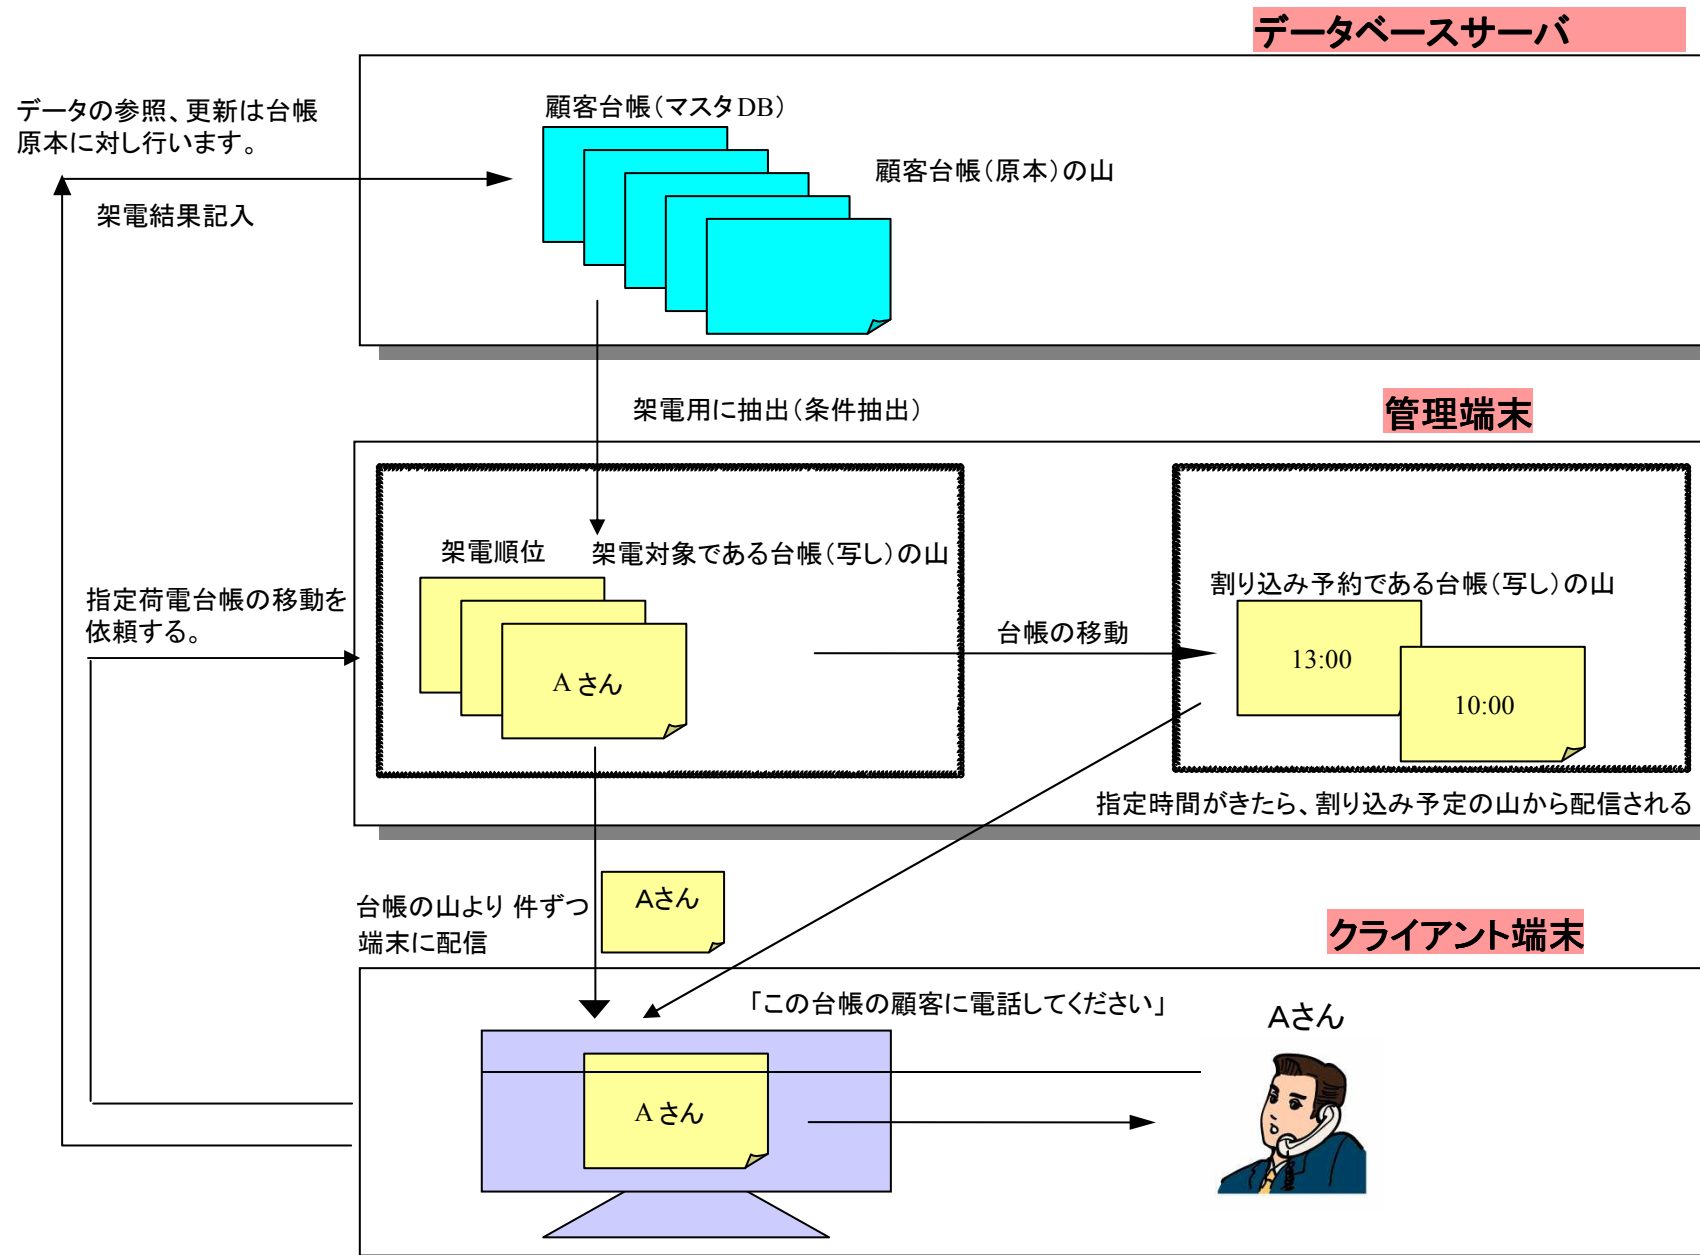 データベースサーバ
データの参照、更新は台帳
原本に対し行います。
顧客台帳(マスタDB)
顧客台帳(原本)の山
架電結果記入
架電用に抽出(条件抽出)
管理端末
架電順位
架電対象である台帳(写し)の山
割り込み予約である台帳(写し)の山
指定荷電台帳の移動を
依頼する。
台帳の移動
13:00
A さん
10:00
指定時間がきたら、割り込み予定の山から配信される
台帳の山より 件ずつ
端末に配信
Aさん
クライアント端末
「この台帳の顧客に電話してください」
Aさん
A さん